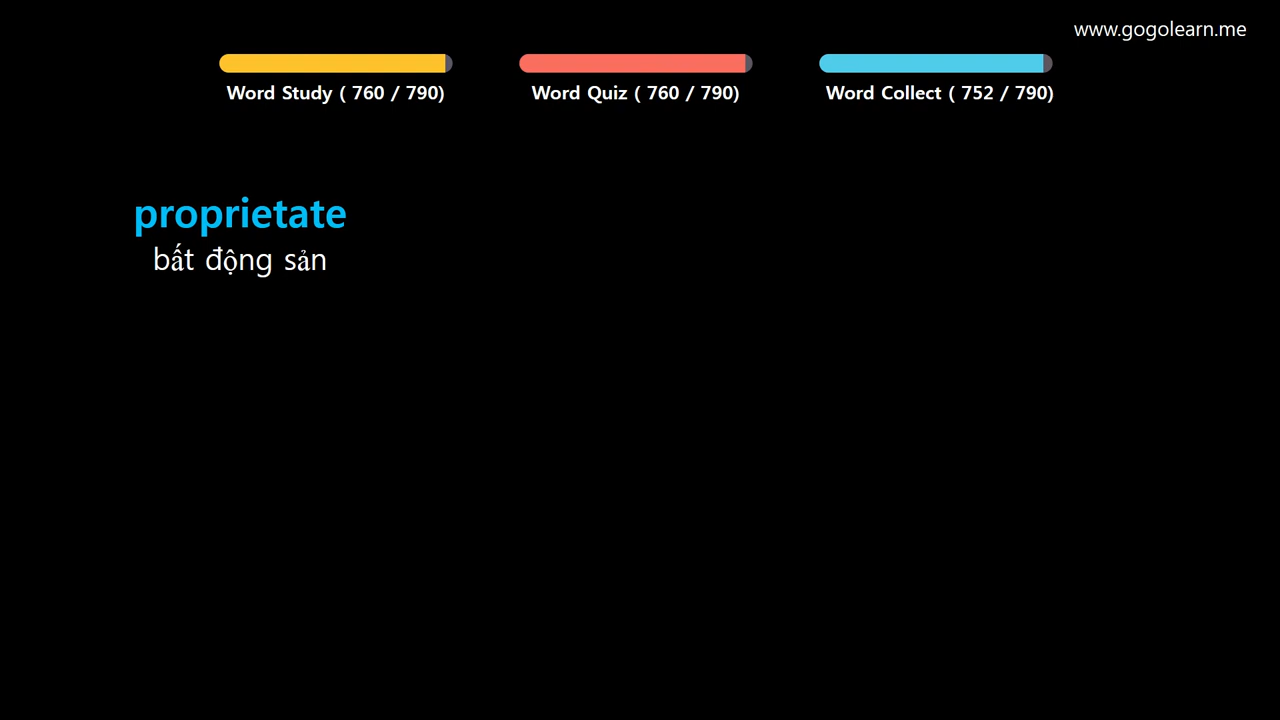 www.gogolearn.me
Word Study ( 760 / 790)
Word Quiz ( 760 / 790)
Word Collect ( 752 / 790)
proprietate
bất động sản